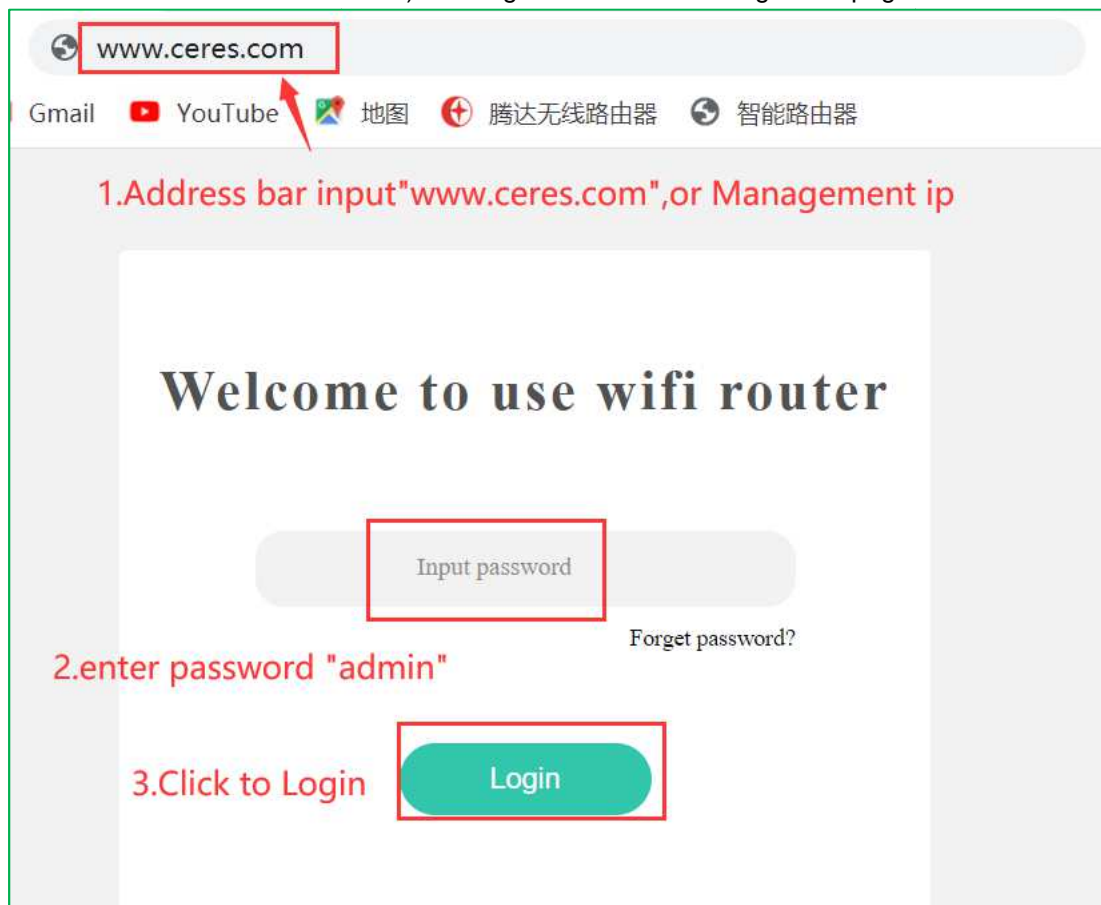 www.ceres.com
Gmail YouTube 地图 腾达无线路由器 智能路由器
1.Address bar input"www.ceres.com",or Management ip
Welcome to use wifi router
Input password
Forget password?
2.enter password "admin"
3.Click to Login
Login